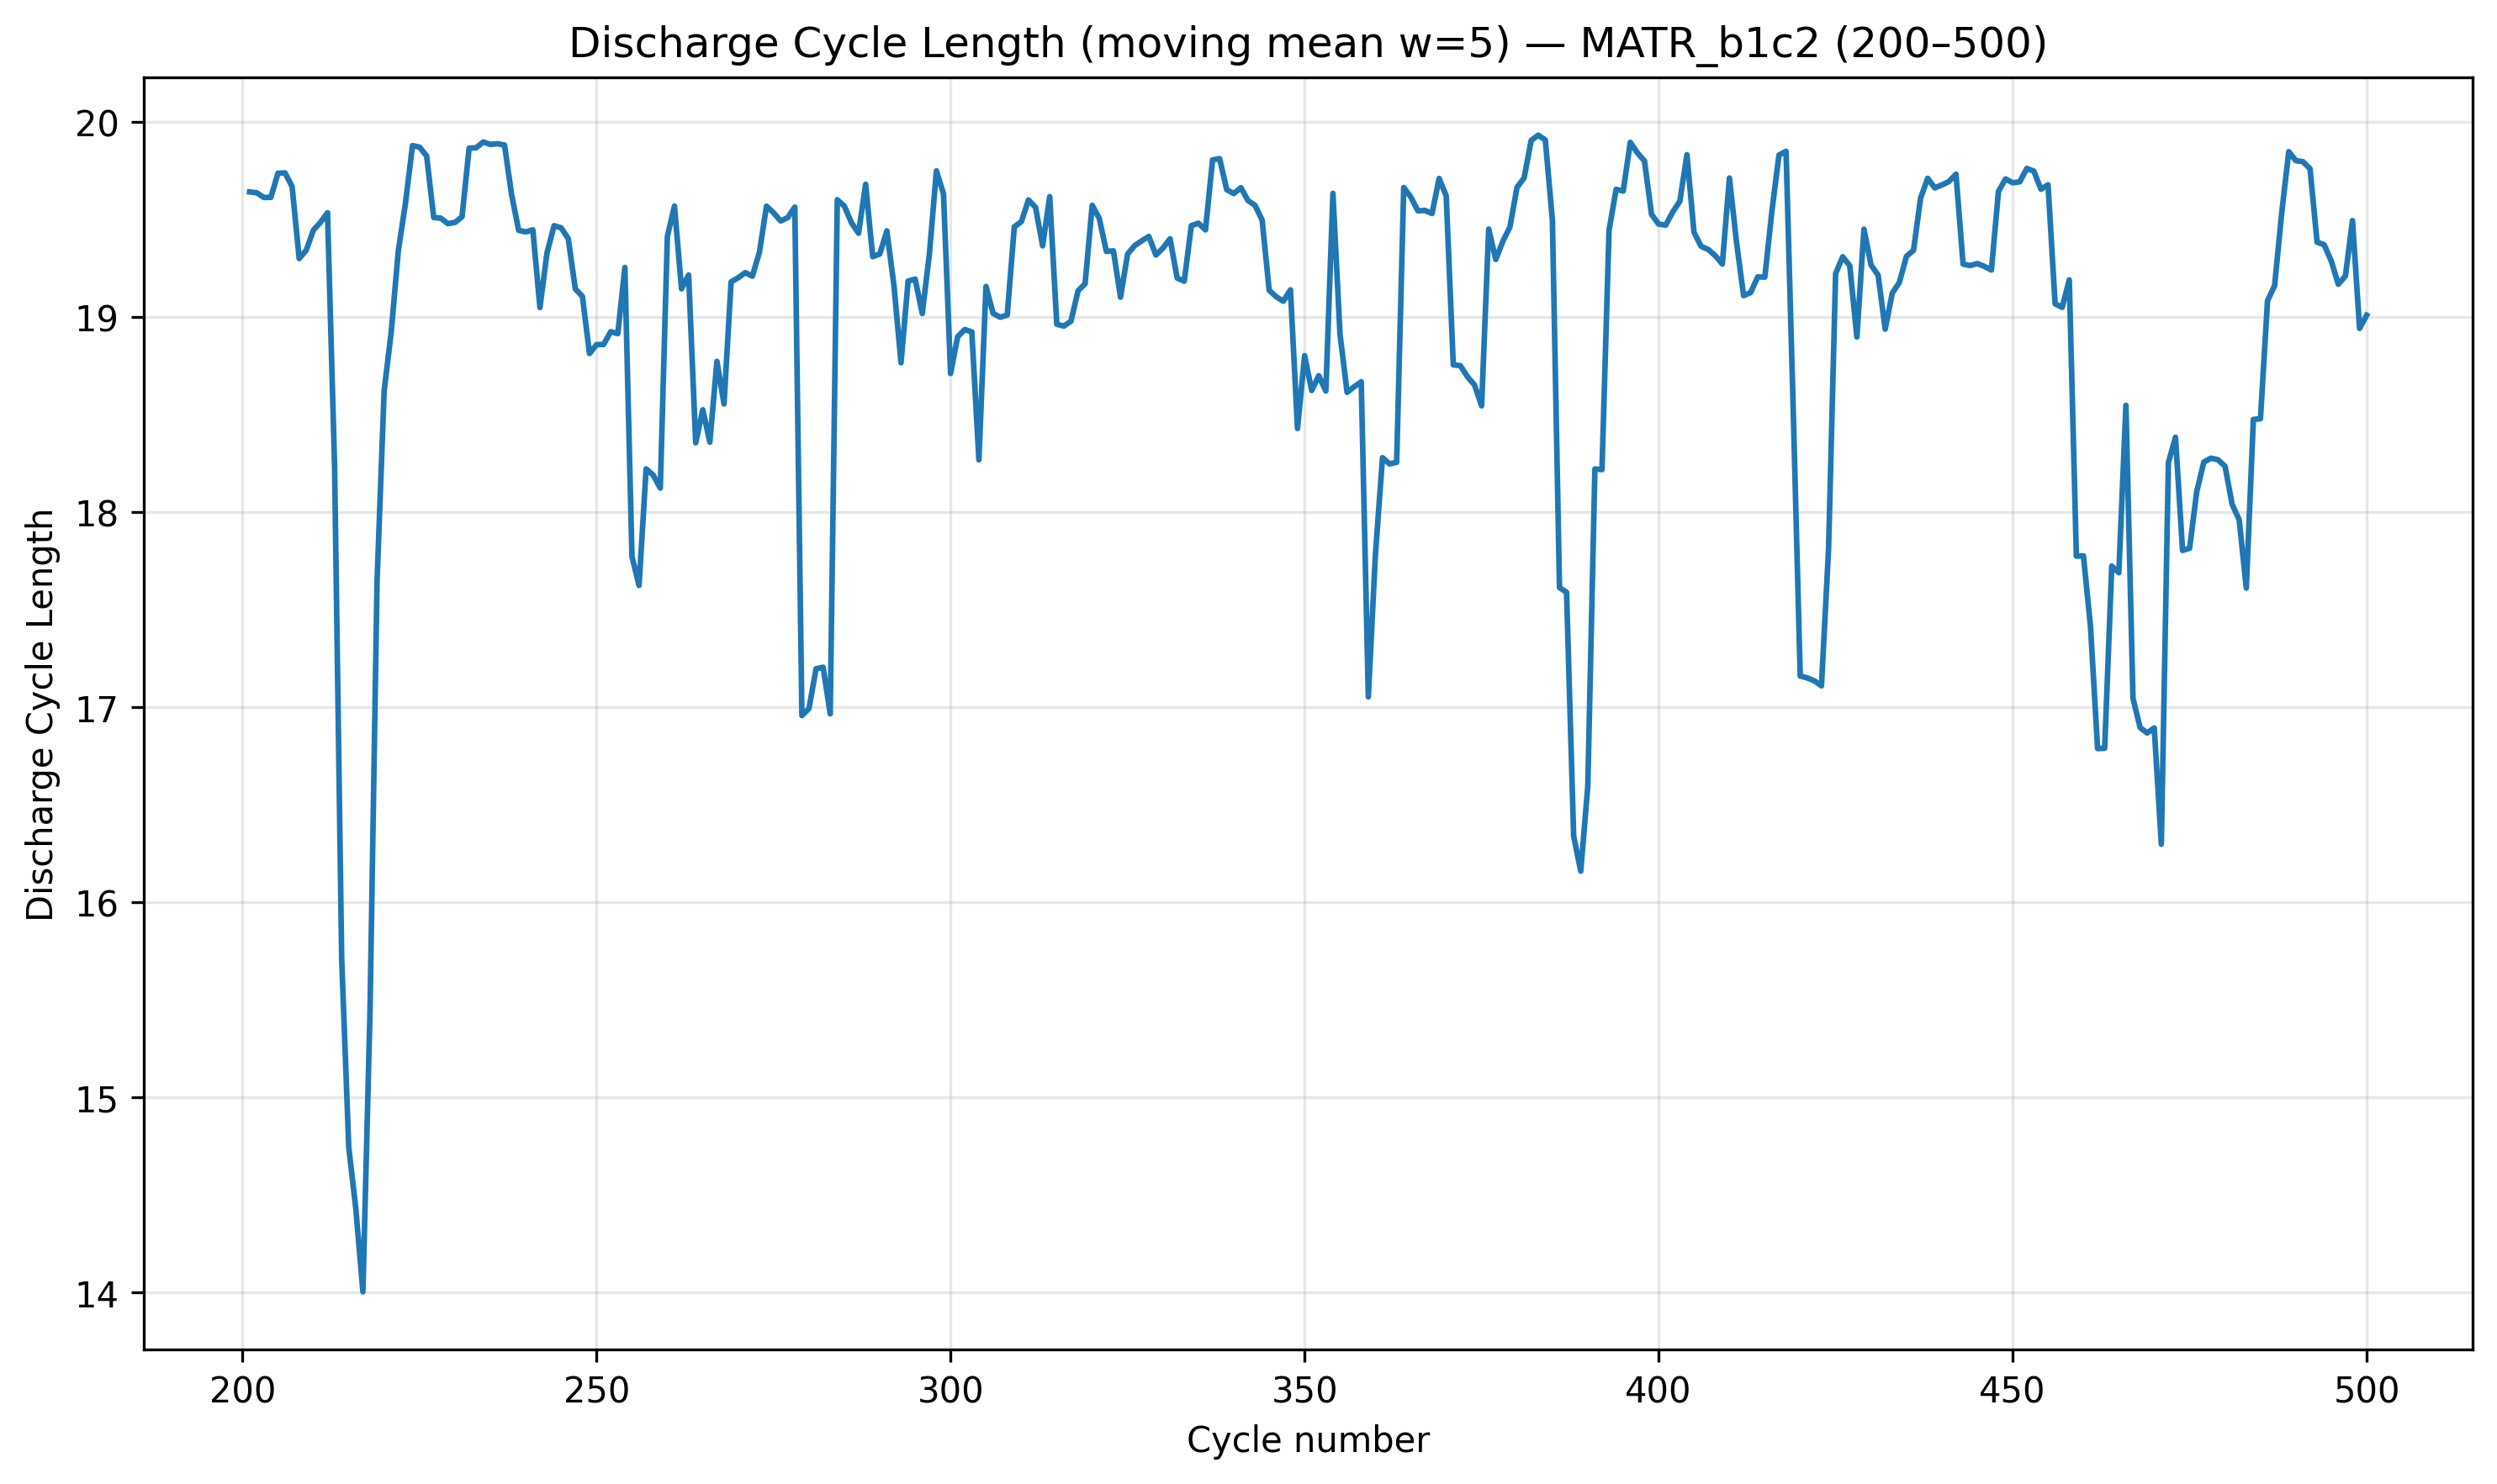 Discharge Cycle Length (moving mean w=5) — MATR_b1c2 (200–500)
Discharge Cycle Length
20
19
18
17
16
15
14
200 250 300 350 400 450 500
Cycle number